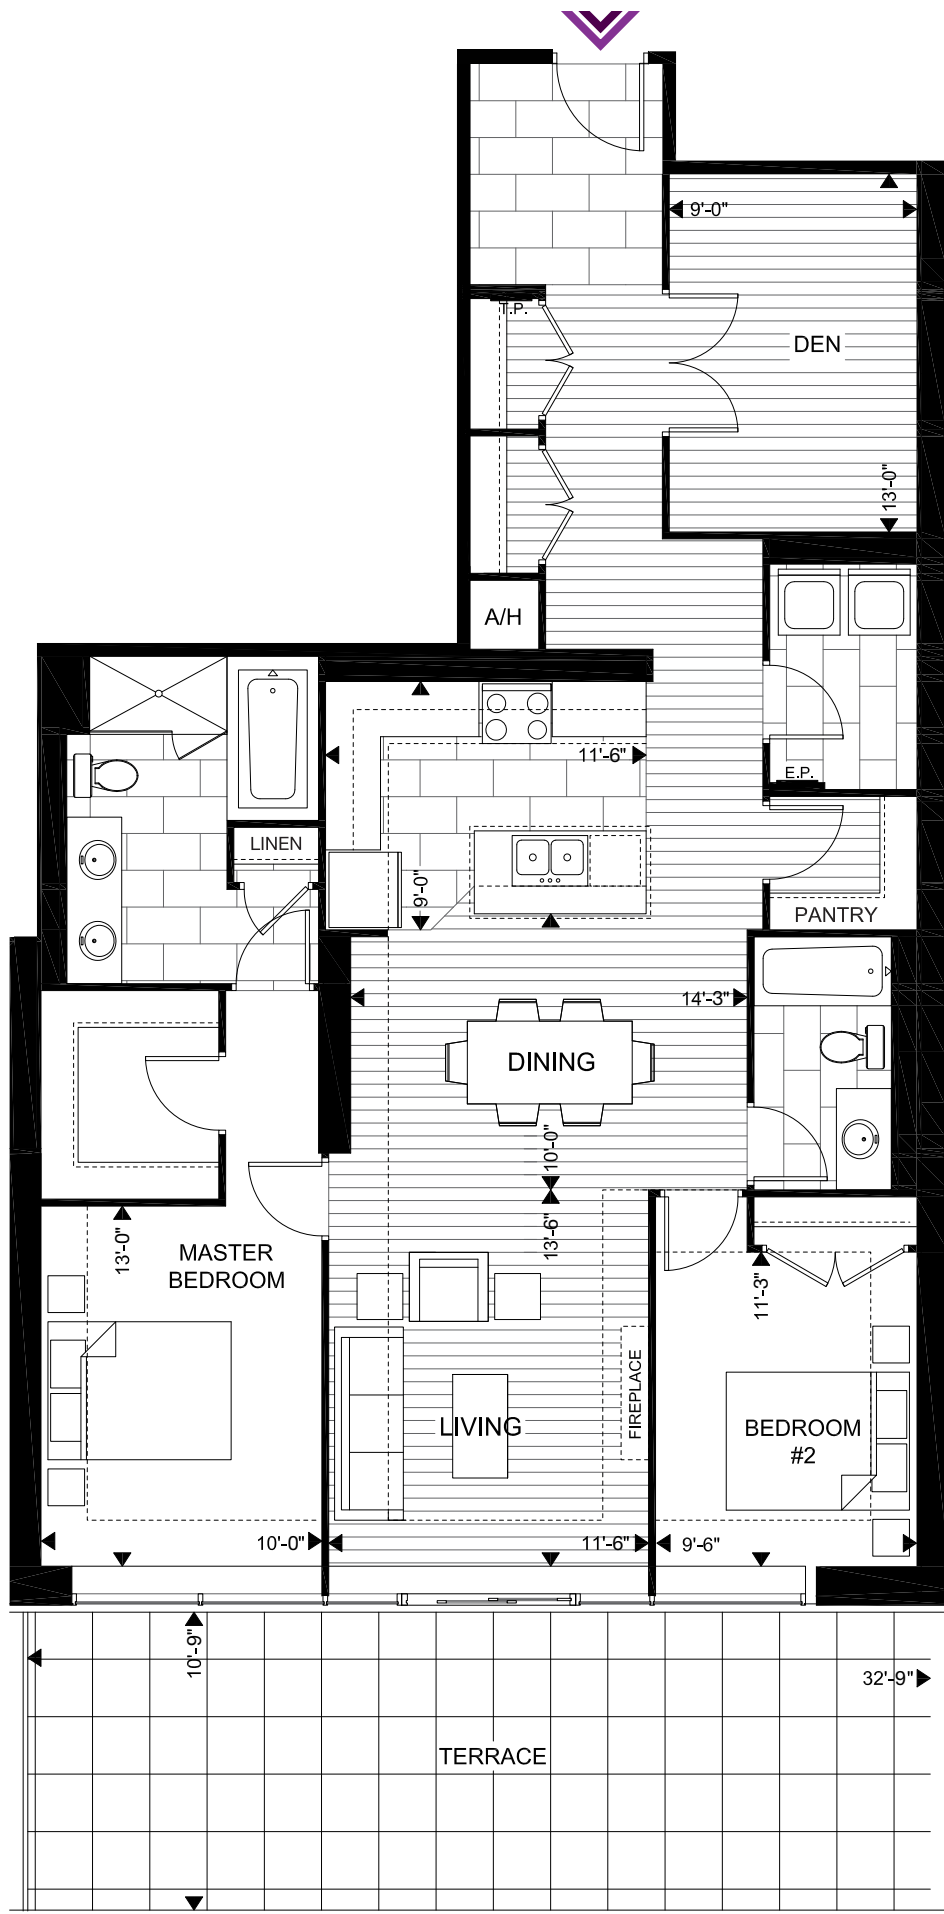 9'-0"
T.P.
DEN
13'-0"
A/H
11'-6"
E.P.
LINEN
9'-0"
PANTRY
14'-3"
DINING
10'-0"
13'-6"
13'-0"
MASTER
BEDROOM
11'-3"
FIREPLACE
LIVING
BEDROOM
#2
10'-0"
11'-6"
9'-6"
10'-9"
32'-9"
TERRACE